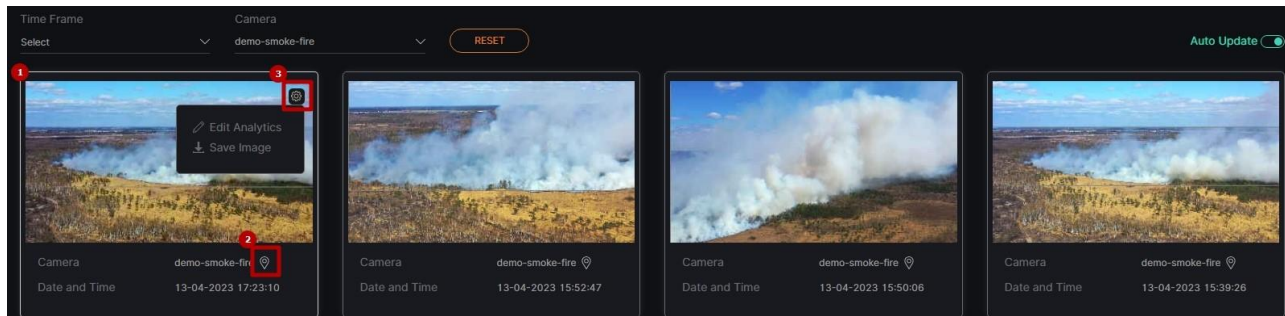 Time Frame Camera
Select demo-smoke-fire RESET Auto Update
1 3
Edit Analytics
Save Image
2
Camera demo-smoke-fire Camera demo-smoke-fire Camera demo-smoke-fire Camera demo-smoke-fire
Date and Time 13-04-2023 17:23:10 Date and Time 13-04-2023 15:52:47 Date and Time 13-04-2023 15:50:06 Date and Time 13-04-2023 15:39:26